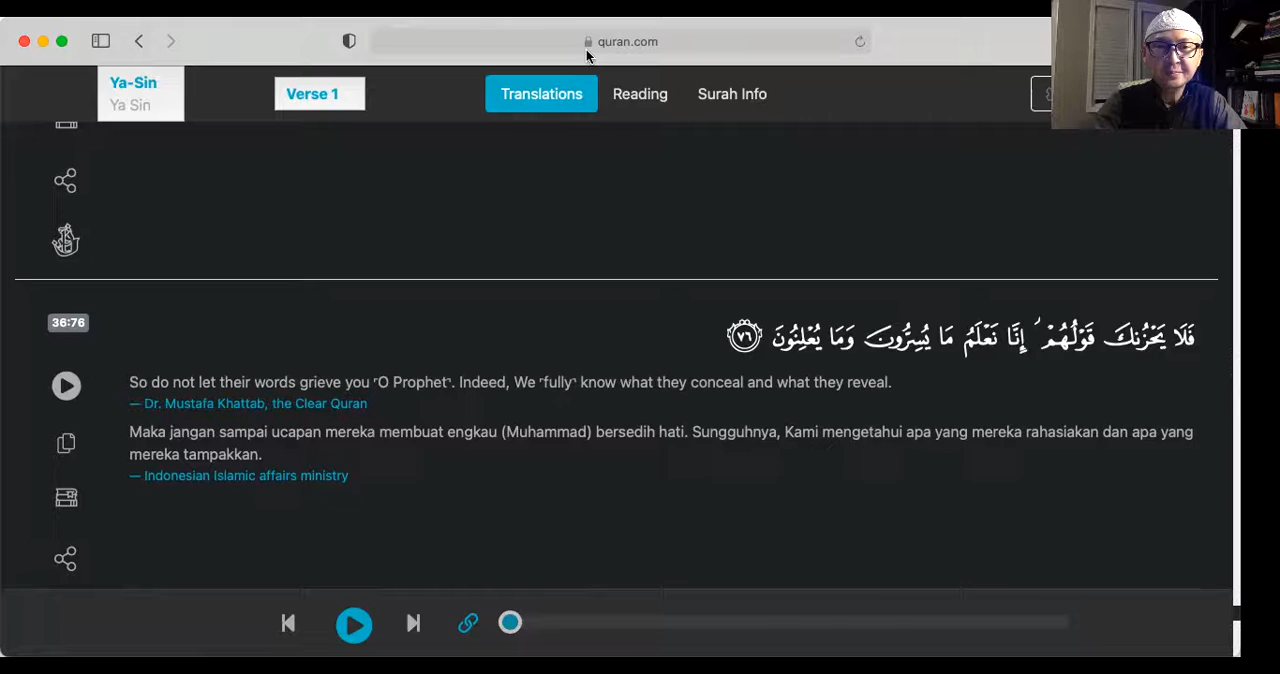 quran.com
Ya-Sin
Ya Sin
Verse 1
Translations
Reading
Surah Info
36:76
فَلَا يَحْزُنكَ قَوْلُهُمْ ۘ إِنَّا نَعْلَمُ مَا يُسِرُّونَ وَمَا يُعْلِنُونَ ٧٦
So do not let their words grieve you ˹O Prophet˺. Indeed, We ˹fully˺ know what they conceal and what they reveal.
— Dr. Mustafa Khattab, the Clear Quran
Maka jangan sampai ucapan mereka membuat engkau (Muhammad) bersedih hati. Sungguhnya, Kami mengetahui apa yang mereka rahasiakan dan apa yang
mereka tampakkan.
— Indonesian Islamic affairs ministry